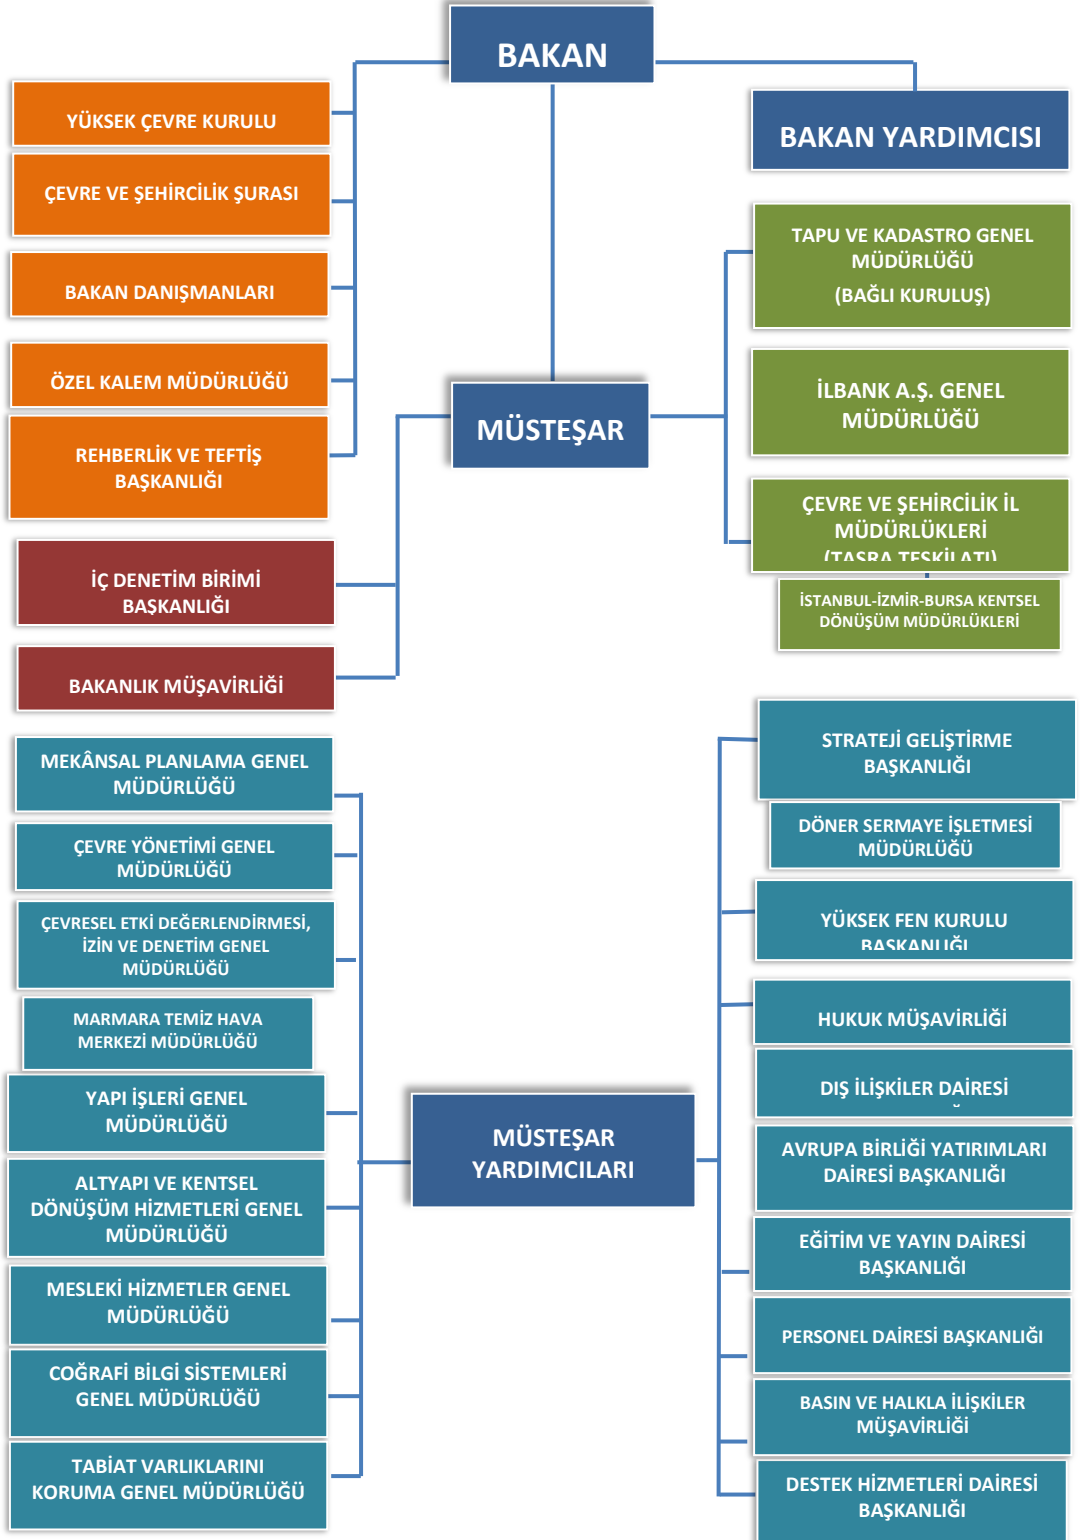 BAKAN
BAKAN YARDIMCISI
YÜKSEK ÇEVRE KURULU
ÇEVRE VE ŞEHİRCİLİK ŞURASI
BAKAN DANIŞMANLARI
ÖZEL KALEM MÜDÜRLÜĞÜ
REHBERLİK VE TEFTİŞ
BAŞKANLIĞI
TAPU VE KADASTRO GENEL
MÜDÜRLÜĞÜ
(BAĞLI KURULUŞ)
İLBANK A.Ş. GENEL
MÜDÜRLÜĞÜ
MÜSTEŞAR
ÇEVRE VE ŞEHİRCİLİK İL
MÜDÜRLÜKLERİ
(TAŞRA TEŞKİLATI)
İSTANBUL-İZMİR-BURSA KENTSEL
DÖNÜŞÜM MÜDÜRLÜKLERİ
İÇ DENETİM BİRİMİ
BAŞKANLIĞI
BAKANLIK MÜŞAVİRLİĞİ
MEKÂNSAL PLANLAMA GENEL
MÜDÜRLÜĞÜ
ÇEVRE YÖNETİMİ GENEL
MÜDÜRLÜĞÜ
ÇEVRESEL ETKİ DEĞERLENDİRMESİ,
İZİN VE DENETİM GENEL
MÜDÜRLÜĞÜ
MARMARA TEMİZ HAVA
MERKEZİ MÜDÜRLÜĞÜ
YAPI İŞLERİ GENEL
MÜDÜRLÜĞÜ
ALTYAPI VE KENTSEL
DÖNÜŞÜM HİZMETLERİ GENEL
MÜDÜRLÜĞÜ
MESLEKİ HİZMETLER GENEL
MÜDÜRLÜĞÜ
COĞRAFİ BİLGİ SİSTEMLERİ
GENEL MÜDÜRLÜĞÜ
TABİAT VARLIKLARINI
KORUMA GENEL MÜDÜRLÜĞÜ
MÜSTEŞAR
YARDIMCILARI
STRATEJİ GELİŞTİRME
BAŞKANLIĞI
DÖNER SERMAYE İŞLETMESİ
MÜDÜRLÜĞÜ
YÜKSEK FEN KURULU
BAŞKANLIĞI
HUKUK MÜŞAVİRLİĞİ
DIŞ İLİŞKİLER DAİRESİ
AVRUPA BİRLİĞİ YATIRIMLARI
DAİRESİ BAŞKANLIĞI
EĞİTİM VE YAYIN DAİRESİ
BAŞKANLIĞI
PERSONEL DAİRESİ BAŞKANLIĞI
BASIN VE HALKLA İLİŞKİLER
MÜŞAVİRLİĞİ
DESTEK HİZMETLERİ DAİRESİ
BAŞKANLIĞI